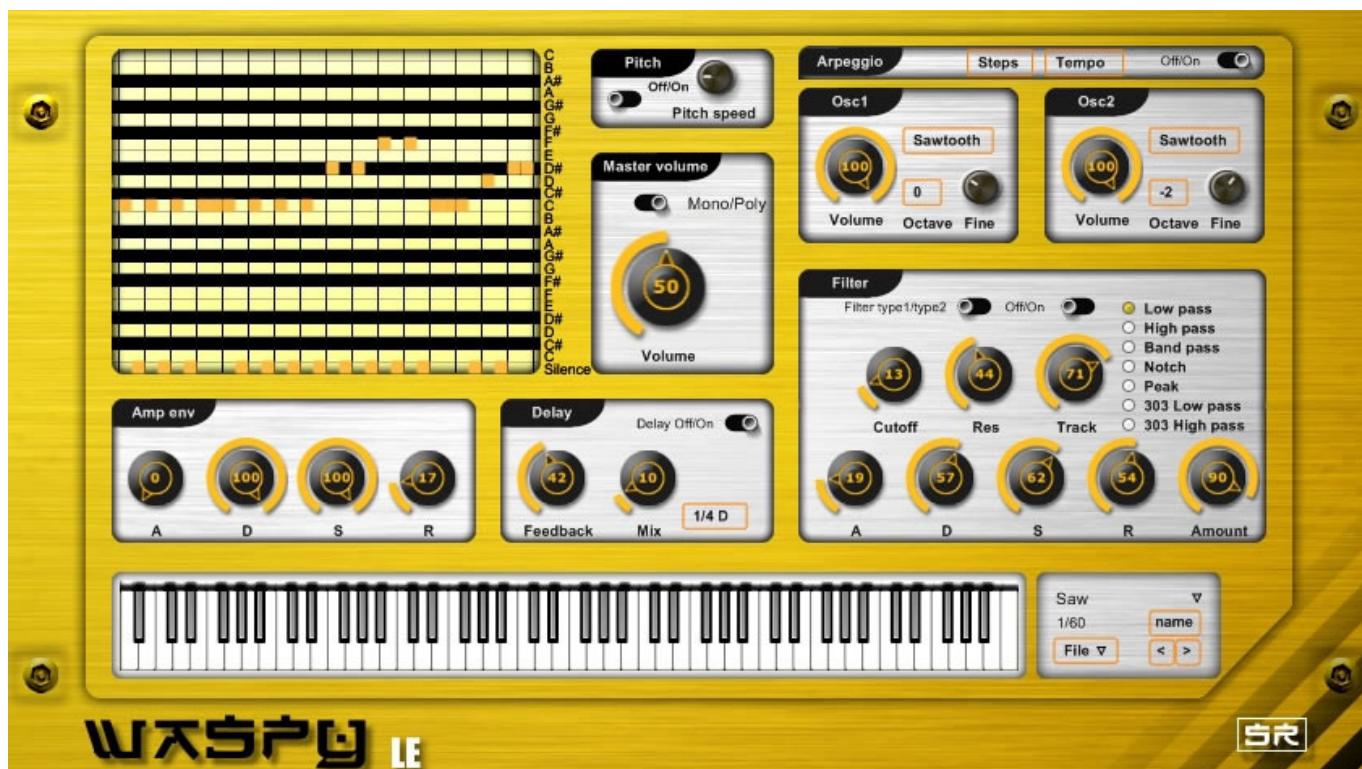 C
B
A#
A
G#
G
F#
F
E
D#
D
C#
C
B
A#
A
G#
G
F#
F
E
D#
D
C#
C
Silence
Pitch
Off/On
Pitch speed
Master volume
Mono/Poly
50
Volume
Arpeggio Steps Tempo Off/On
Osc1
100
Sawtooth
0
Volume Octave Fine
Osc2
100
Sawtooth
-2
Volume Octave Fine
Filter
Filter type1/type2 Off/On
Low pass
High pass
Band pass
Notch
Peak
303 Low pass
303 High pass
13 44 71
Cutoff Res Track
19 57 62 54 90
A D S R Amount
Amp env
0 100 100 17
A D S R
Delay
Delay Off/On
42 10
1/4 D
Feedback Mix
Saw
1/60 name
File < >
WASPY LE
SR